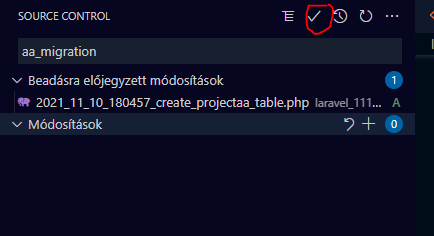 SOURCE CONTROL
aa_migration
Beadásra előjegyzett módosítások 1
2021_11_10_180457_create_projectaa_table.php laravel_111... A
Módosítások 0